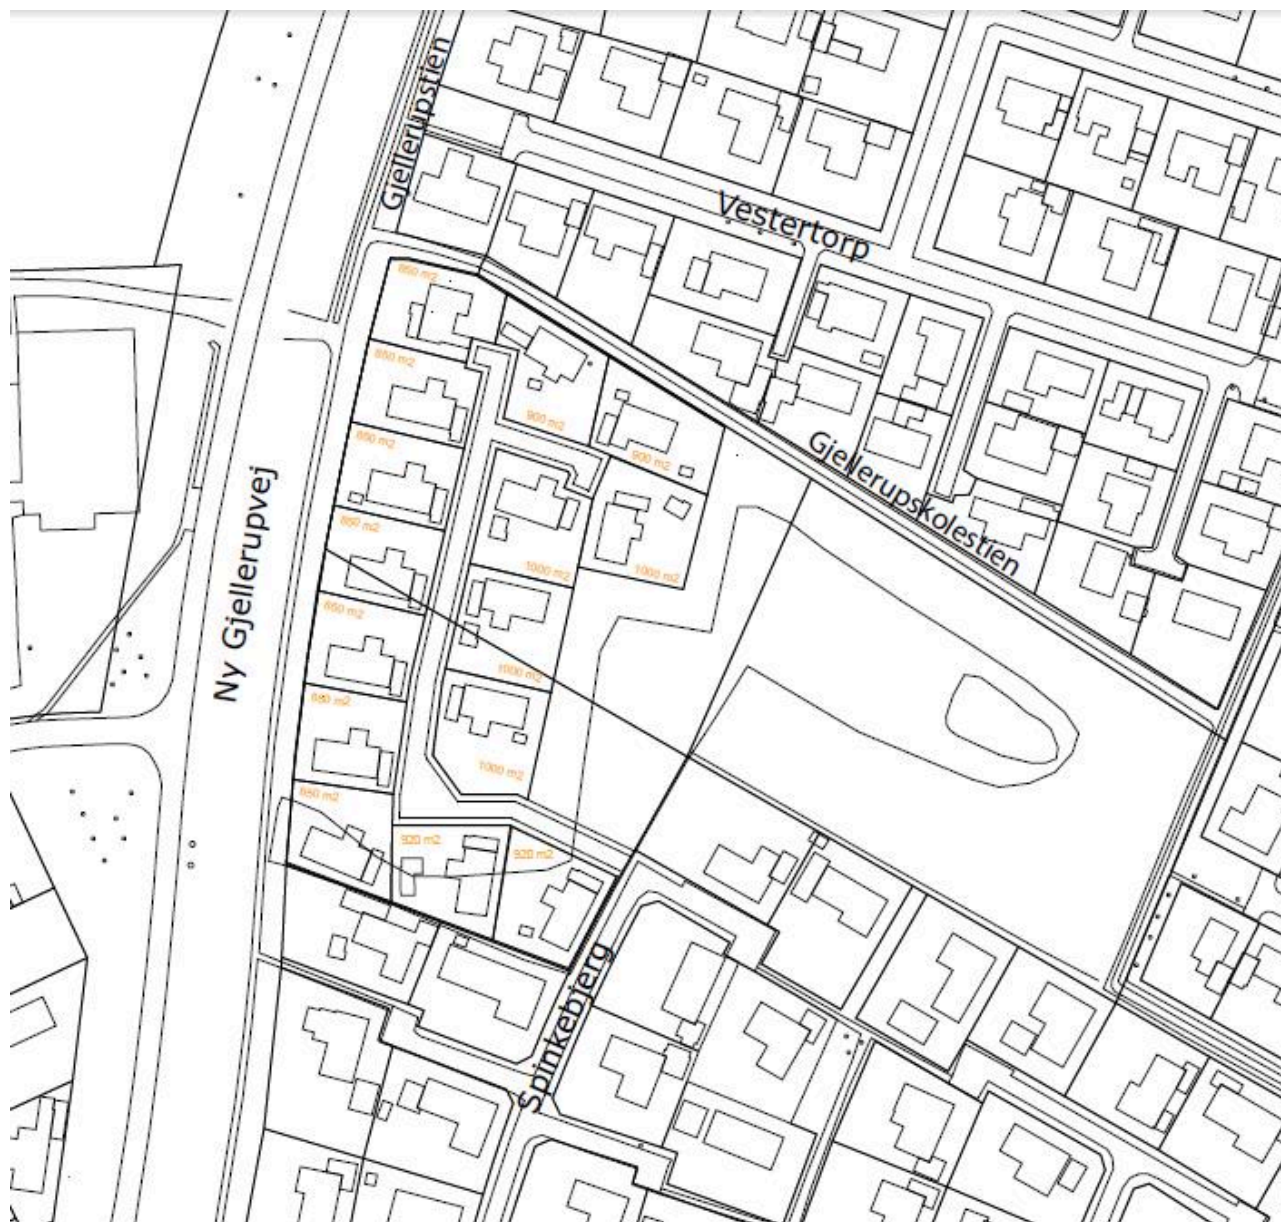 Gjellerupstien
Vestertorp
850 m2
850 m2
900 m2
850 m2
900 m2
Gjellerupskolestien
Ny Gjellerupvej
850 m2
1000 m2
1000 m2
850 m2
1000 m2
850 m2
1000 m2
850 m2
920 m2
920 m2
Spinkebjerg